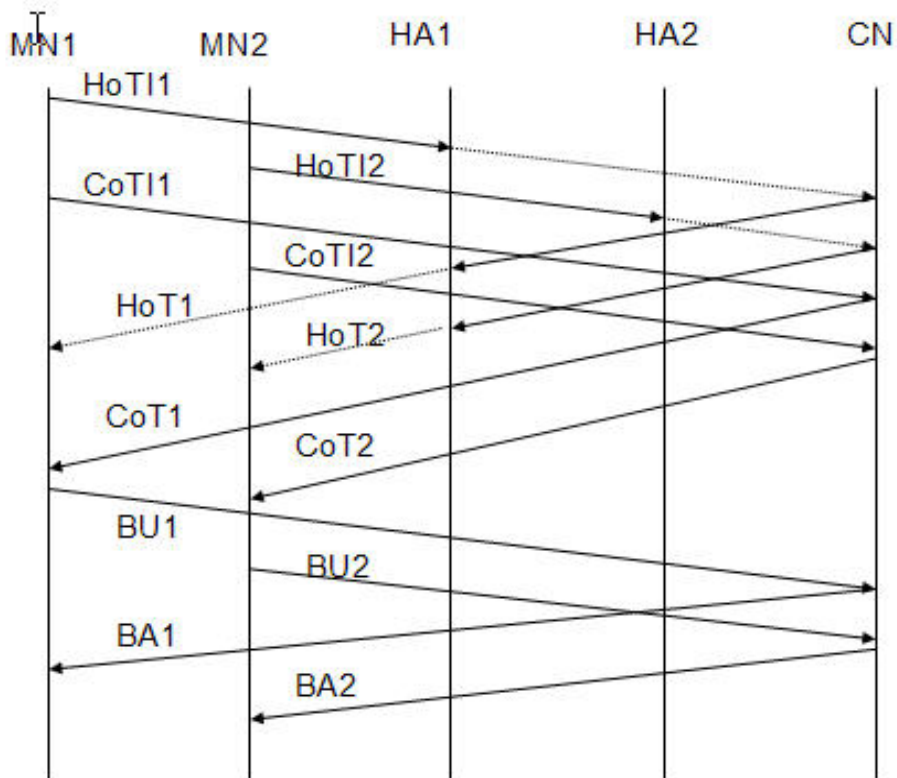 MN1 MN2 HA1 HA2 CN
HoTI1
HoTI2
CoTI1
CoTI2
HoT1
HoT2
CoT1
CoT2
BU1
BU2
BA1
BA2